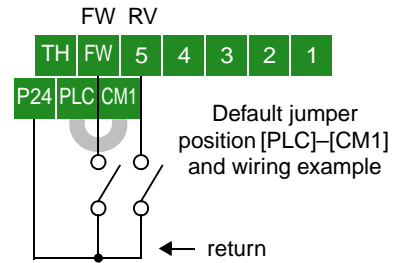 FW RV
TH FW 5 4 3 2 1
P24 PLC CM1
Default jumper
position [PLC]–[CM1]
and wiring example
return